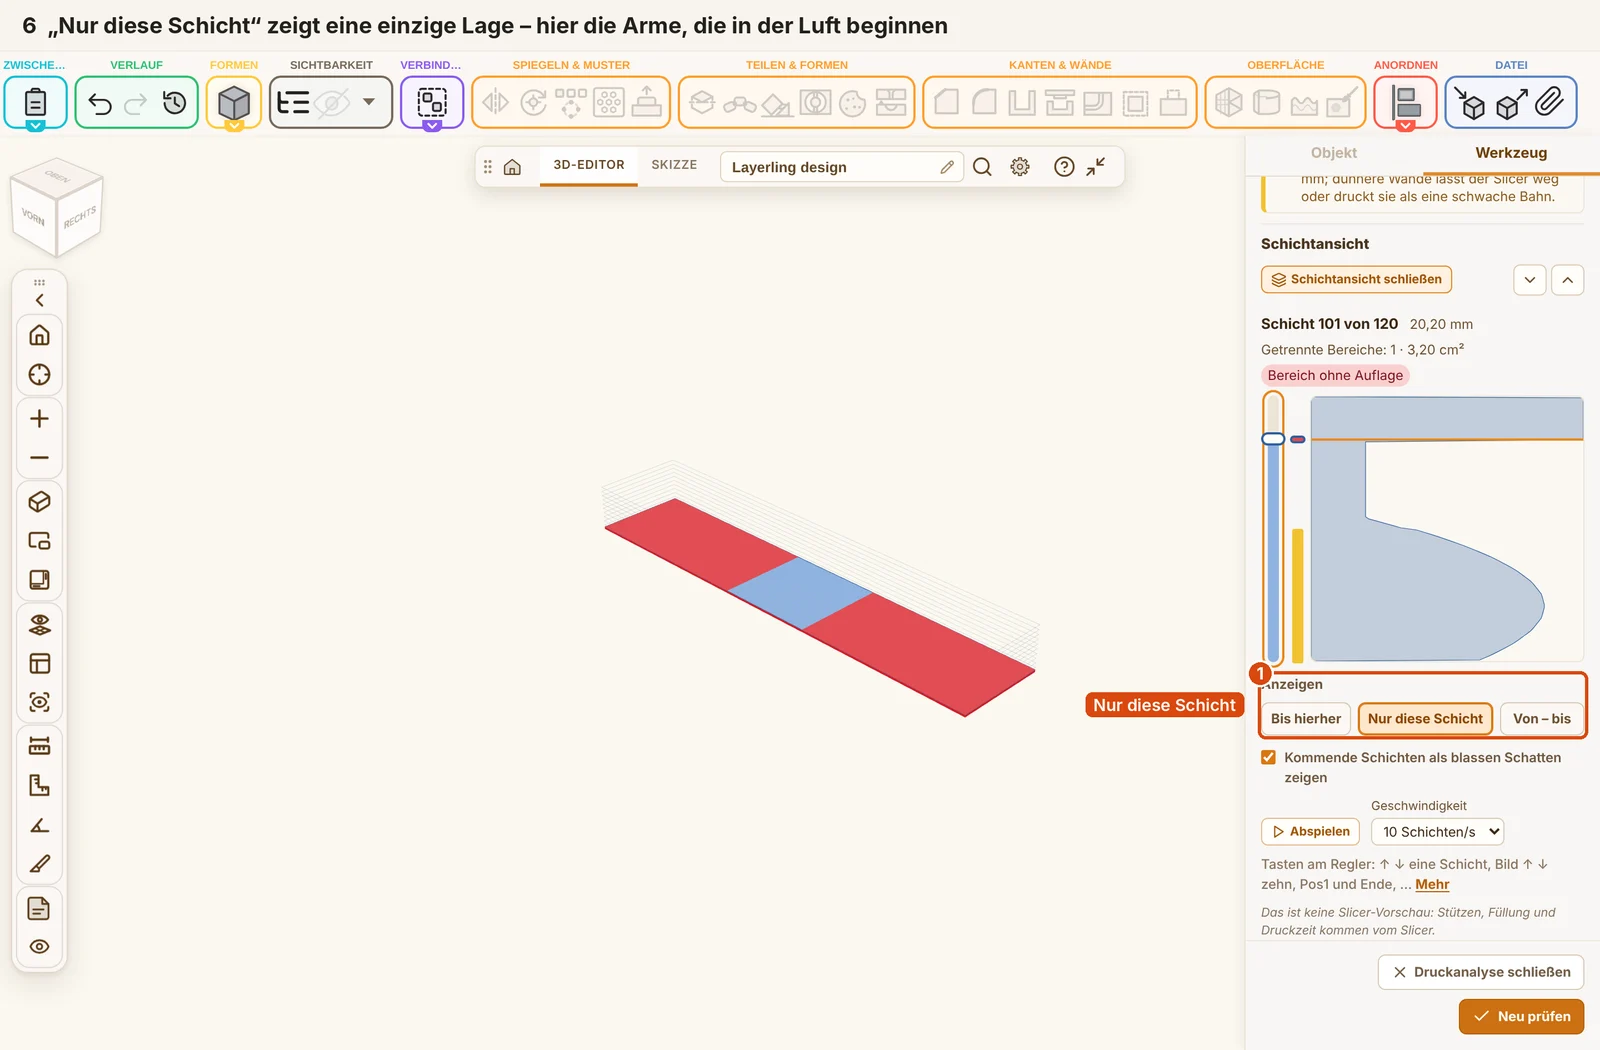 6 „Nur diese Schicht“ zeigt eine einzige Lage – hier die Arme, die in der Luft beginnen
ZWISCHE… VERLAUF FORMEN SICHTBARKEIT VERBIND… SPIEGELN & MUSTER TEILEN & FORMEN KANTEN & WÄNDE OBERFLÄCHE ANORDNEN DATEI
3D-EDITOR SKIZZE Layerling design
OBEN
VORN RECHTS
Objekt Werkzeug
mm; dünnere Wände lässt der Slicer weg
oder druckt sie als eine schwache Bahn.
Schichtansicht
Schichtansicht schließen
Schicht 101 von 120 20,20 mm
Getrennte Bereiche: 1 · 3,20 cm²
Bereich ohne Auflage
1
Anzeigen
Nur diese Schicht
Bis hierher Nur diese Schicht Von – bis
Kommende Schichten als blassen Schatten
zeigen
Geschwindigkeit
Abspielen 10 Schichten/s
Tasten am Regler: ↑ ↓ eine Schicht, Bild ↑ ↓
zehn, Pos1 und Ende, … Mehr
Das ist keine Slicer-Vorschau: Stützen, Füllung und
Druckzeit kommen vom Slicer.
Druckanalyse schließen
Neu prüfen